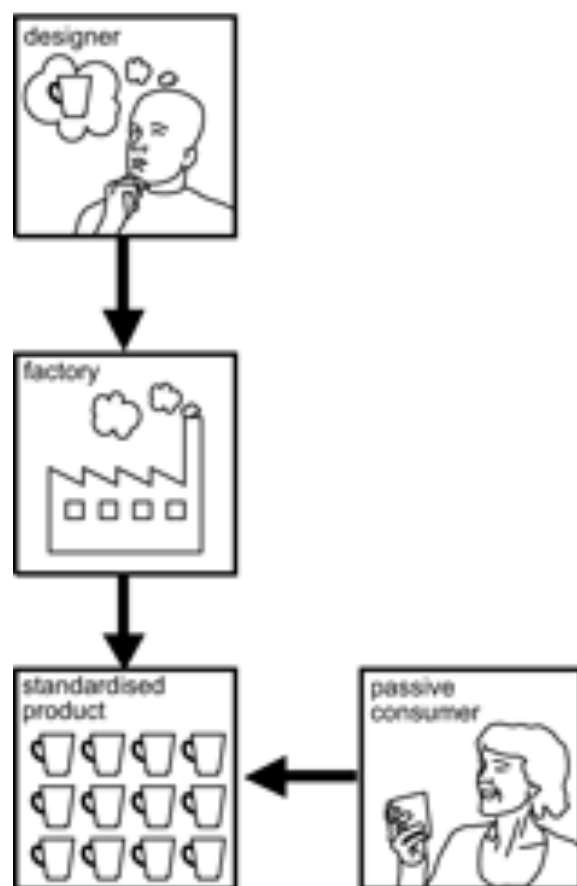 designer
factory
standardised
product
passive
consumer